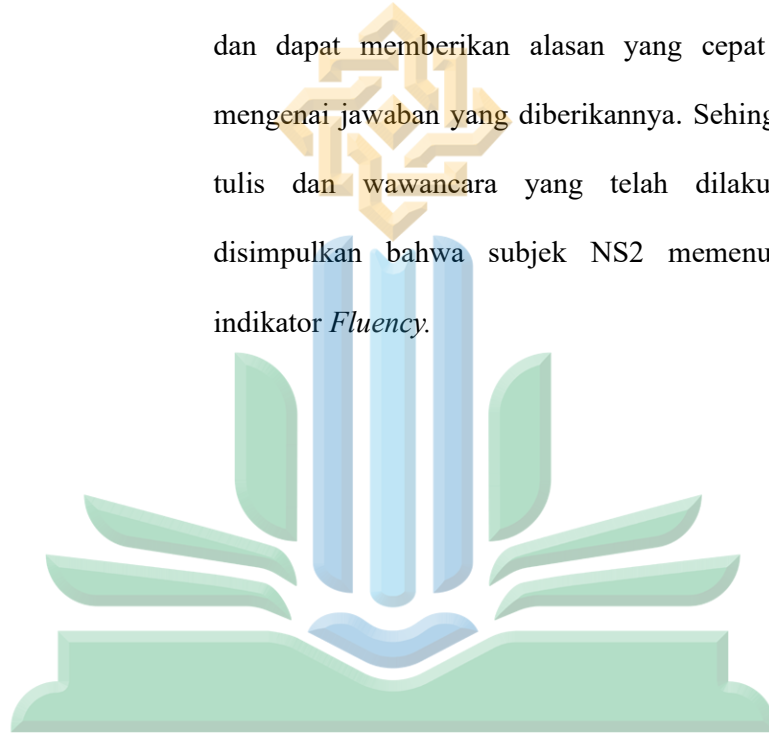 dan dapat memberikan alasan yang cepat
mengenai jawaban yang diberikannya.
tulis dan wawancara yang telah
disimpulkan bahwa subjek NS2
indikator Fluency.